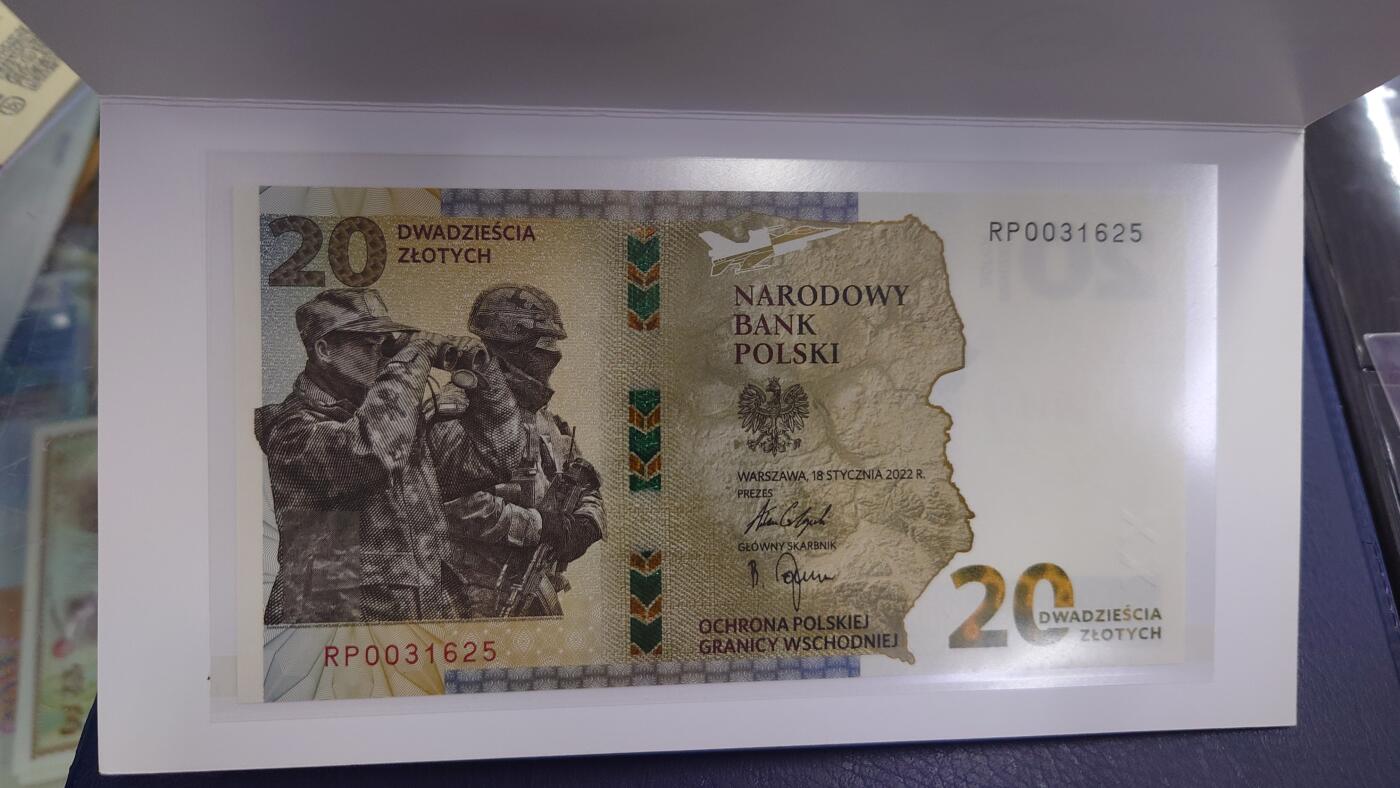 20 DWADZIEŚCIA
ZŁOTYCH
RP0031625
NARODOWY
BANK
POLSKI
WARSZAWA, 18 STYCZNIA 2022 R.
PREZES
GŁÓWNY SKARBNIK
OCHRONA POLSKIEJ
GRANICY WSCHODNIEJ
RP0031625
20 DWADZIEŚCIA
ZŁOTYCH